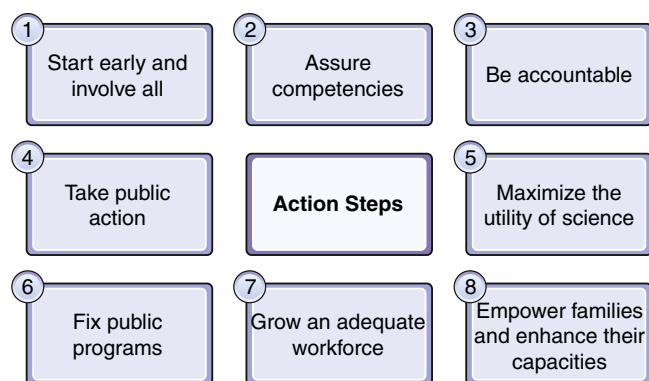 1
Start early and
involve all
2
Assure
competencies
3
Be accountable
4
Take public
action
Action Steps
5
Maximize the
utility of science
6
Fix public
programs
7
Grow an adequate
workforce
8
Empower families
and enhance their
capacities